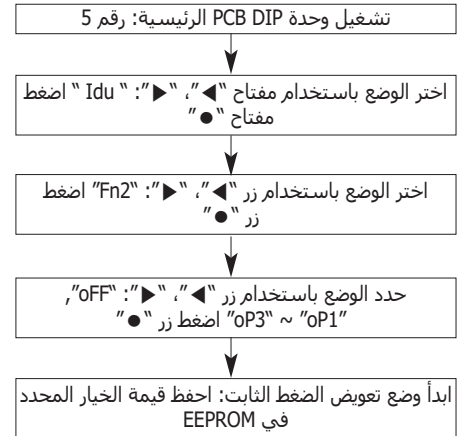 تشغيل وحدة PCB DIP الرئيسية: رقم 5
اختر الوضع باستخدام مفتاح “◀”، “▶”: “ Idu ” اضغط
مفتاح “●”
اختر الوضع باستخدام زر “◀”، “▶”: “Fn2” اضغط
زر “●”
حدد الوضع باستخدام زر “◀”، “▶”: “oFF”,
“oP1” ~ “oP3” اضغط زر “●”
ابدأ وضع تعويض الضغط الثابت: احفظ قيمة الخيار المحدد
في EEPROM